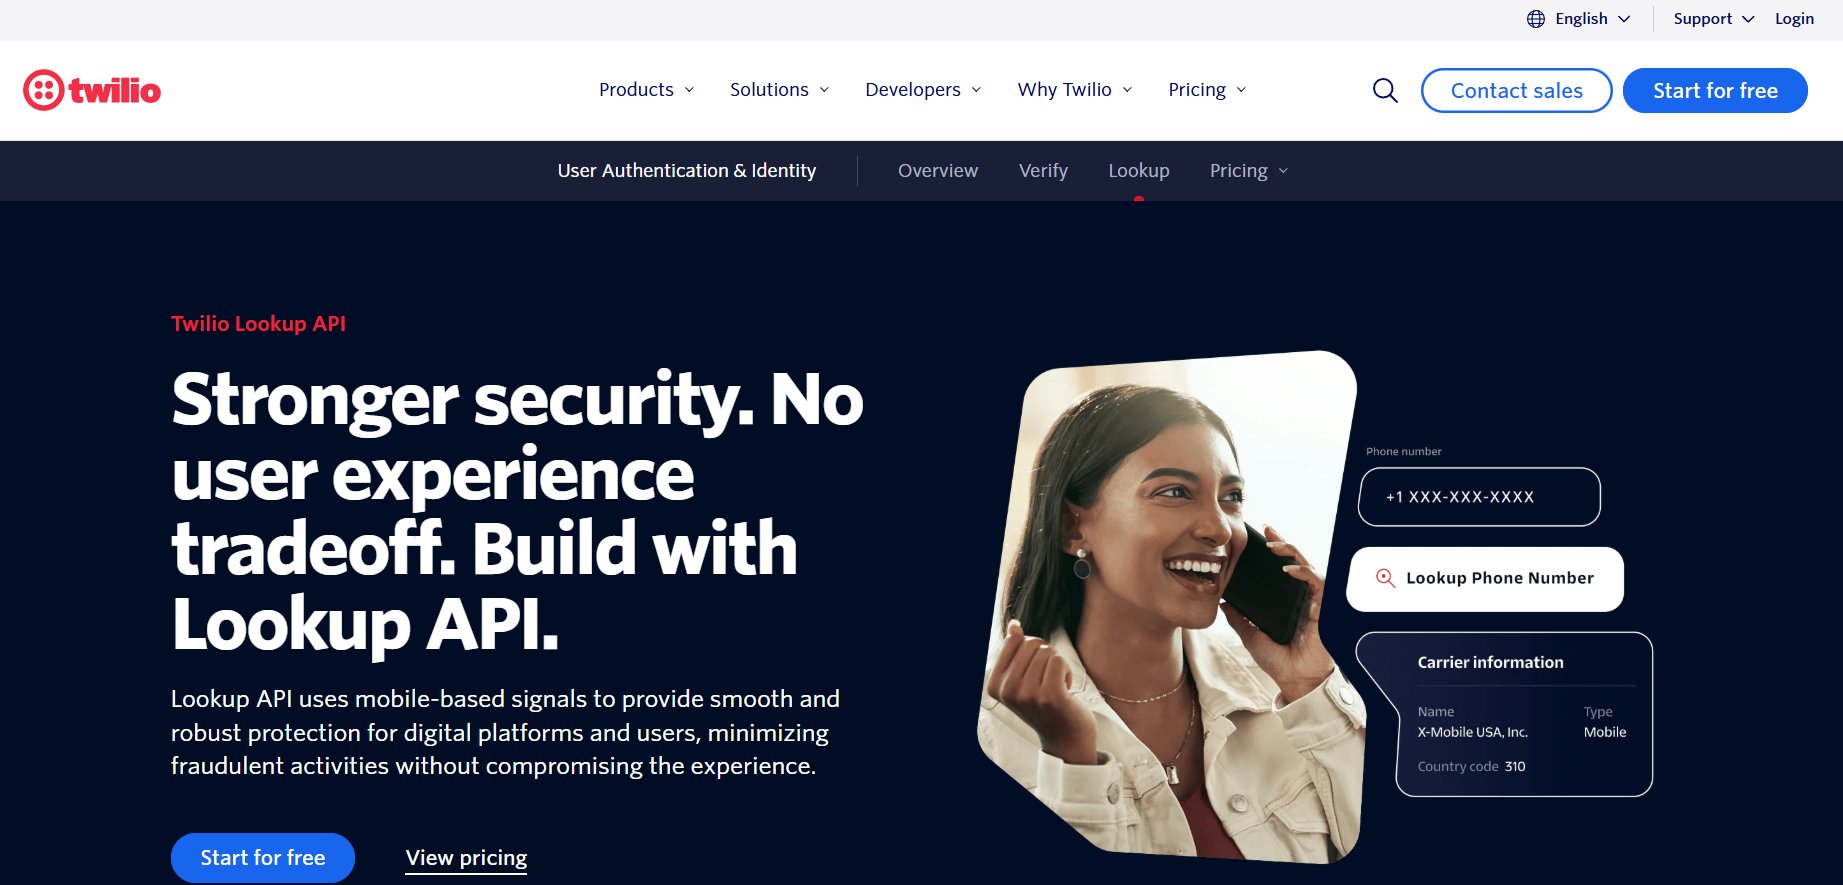 English
Support
Login
twilio
Products
Solutions
Developers
Why Twilio
Pricing
Contact sales
Start for free
User Authentication & Identity
Overview
Verify
Lookup
Pricing
Twilio Lookup API
Stronger security. No
user experience
tradeoff. Build with
Lookup API.
Lookup API uses mobile-based signals to provide smooth and
robust protection for digital platforms and users, minimizing
fraudulent activities without compromising the experience.
Start for free
View pricing
Phone number
+1 XXX-XXX-XXXX
Lookup Phone Number
Carrier information
Name
Type
X-Mobile USA, Inc.
Mobile
Country code 310